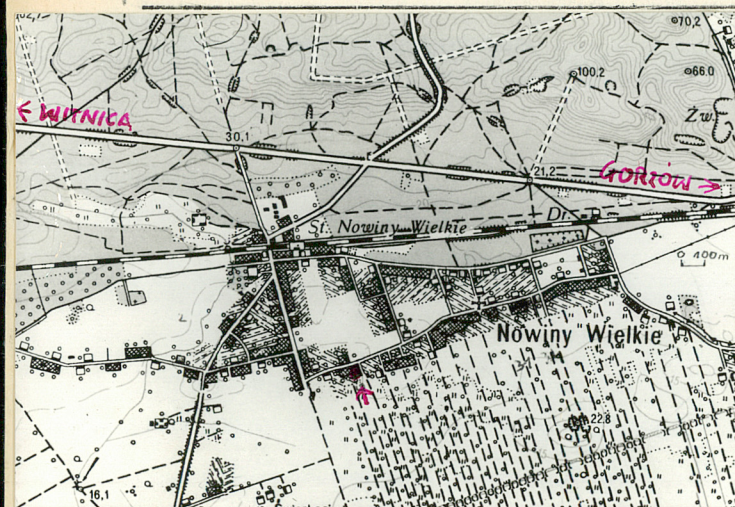 70,2
100,2
66.0
Żw.
← WITNICA
30,1
21,2
GORZÓW →
St. Nowiny Wielkie
Dr.
400m
Nowiny Wielkie
22.8
16,1